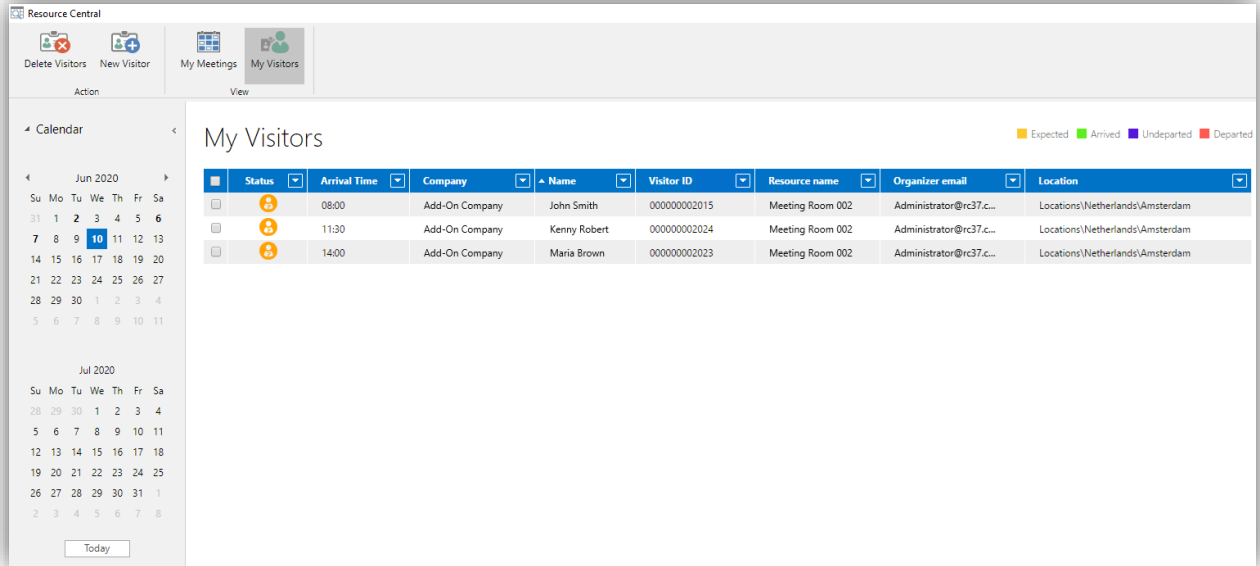 Resource Central
Delete Visitors New Visitor My Meetings My Visitors
Action View
Calendar
My Visitors
Expected Arrived Undeparted Departed
Jun 2020
Su Mo Tu We Th Fr Sa
31 1 2 3 4 5 6
7 8 9 10 11 12 13
14 15 16 17 18 19 20
21 22 23 24 25 26 27
28 29 30 1 2 3 4
5 6 7 8 9 10 11
Jul 2020
Su Mo Tu We Th Fr Sa
28 29 30 1 2 3 4
5 6 7 8 9 10 11
12 13 14 15 16 17 18
19 20 21 22 23 24 25
26 27 28 29 30 31 1
2 3 4 5 6 7 8
Today
Status Arrival Time Company Name Visitor ID Resource name Organizer email Location
08:00 Add-On Company John Smith 000000002015 Meeting Room 002 Administrator@rc37.c... Locations\Netherlands\Amsterdam
11:30 Add-On Company Kenny Robert 000000002024 Meeting Room 002 Administrator@rc37.c... Locations\Netherlands\Amsterdam
14:00 Add-On Company Maria Brown 000000002023 Meeting Room 002 Administrator@rc37.c... Locations\Netherlands\Amsterdam